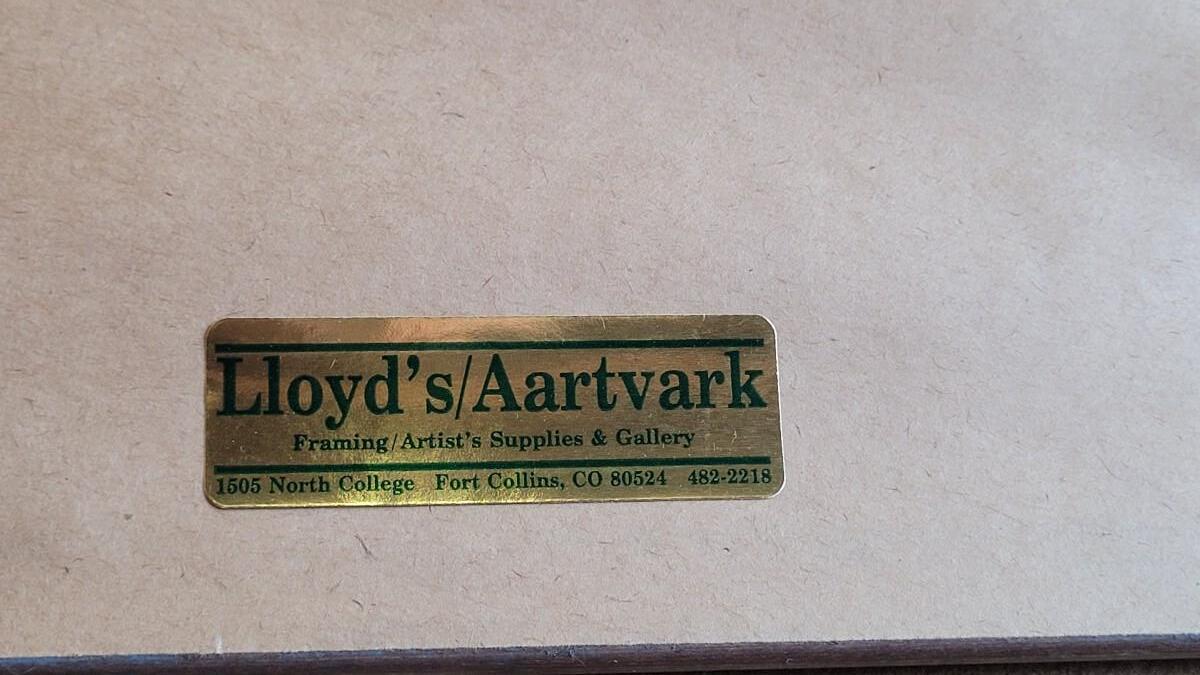 Lloyd's/Aartvark
Framing/Artist's Supplies & Gallery
1505 North College Fort Collins, CO 80524 482-2218